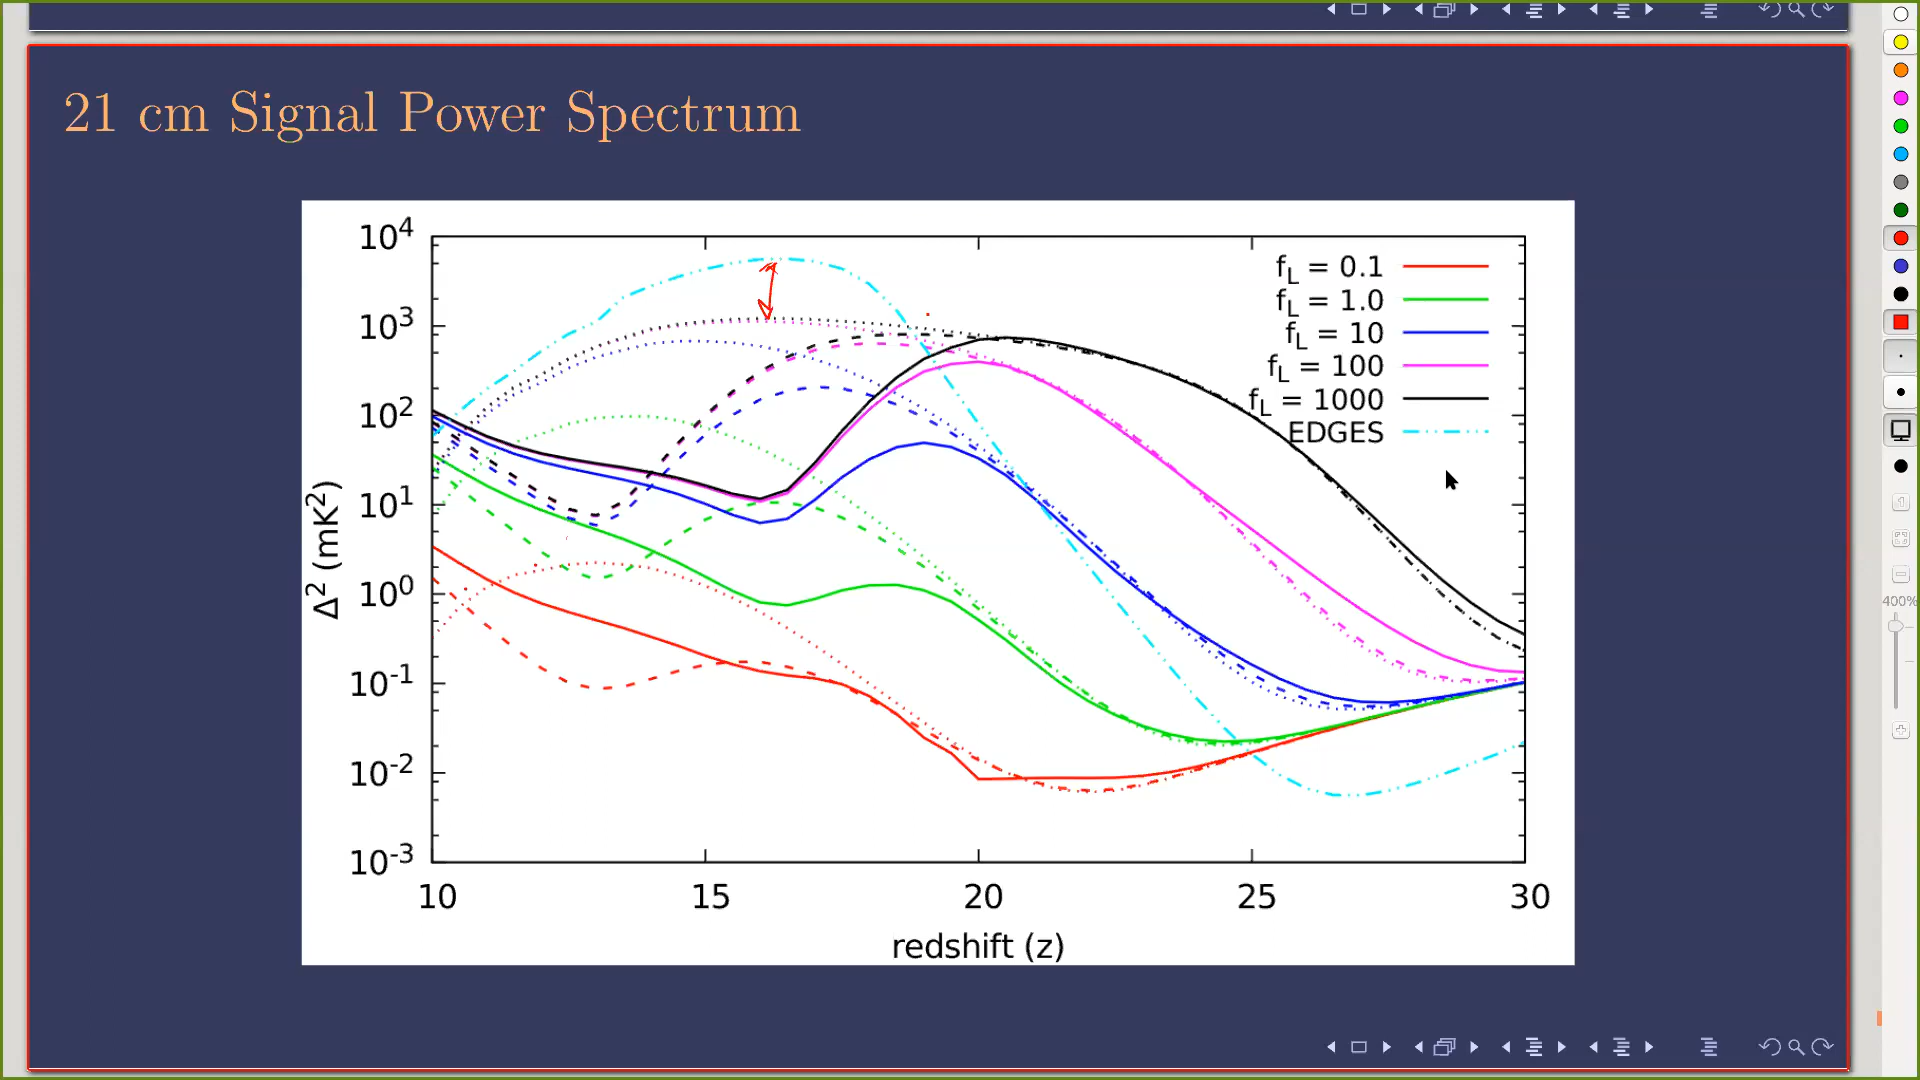 21 cm Signal Power Spectrum
10^4
10^3
10^2
10^1
10^0
10^-1
10^-2
10^-3
Δ^2 (mK^2)
f_L = 0.1
f_L = 1.0
f_L = 10
f_L = 100
f_L = 1000
EDGES
10 15 20 25 30
redshift (z)
400%